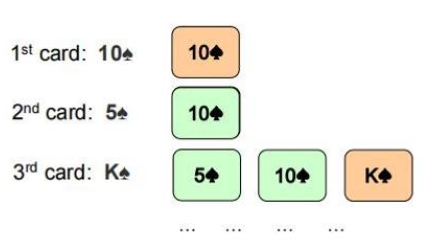 1st card: 10♠ 10♠
2nd card: 5♠ 10♠
3rd card: K♠ 5♠ 10♠ K♠
... ... ... ...